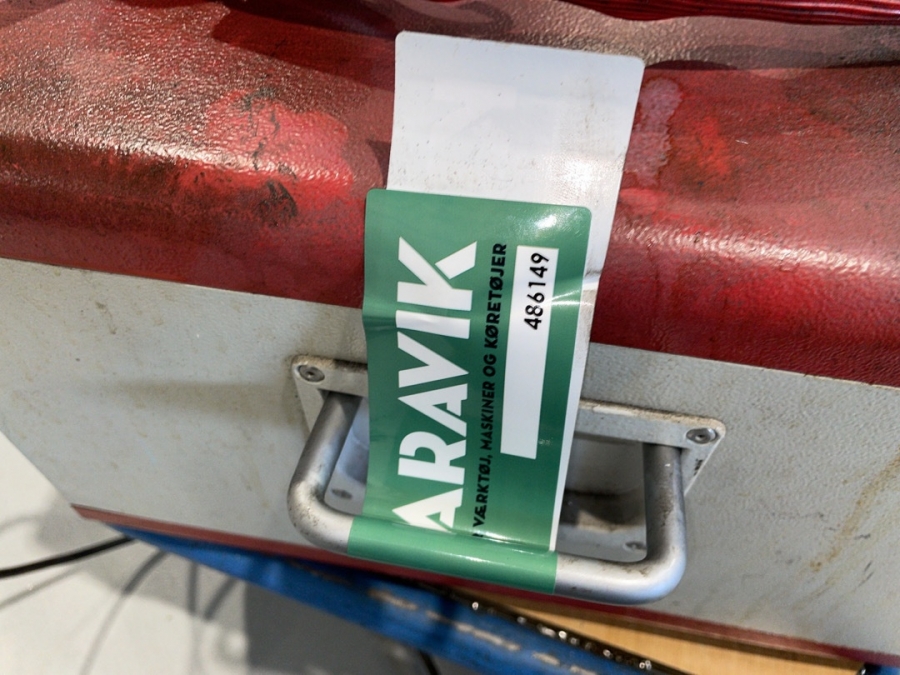 ARAVIK
VÆRKTØJ, MASKINER OG KØRETØJER
486149